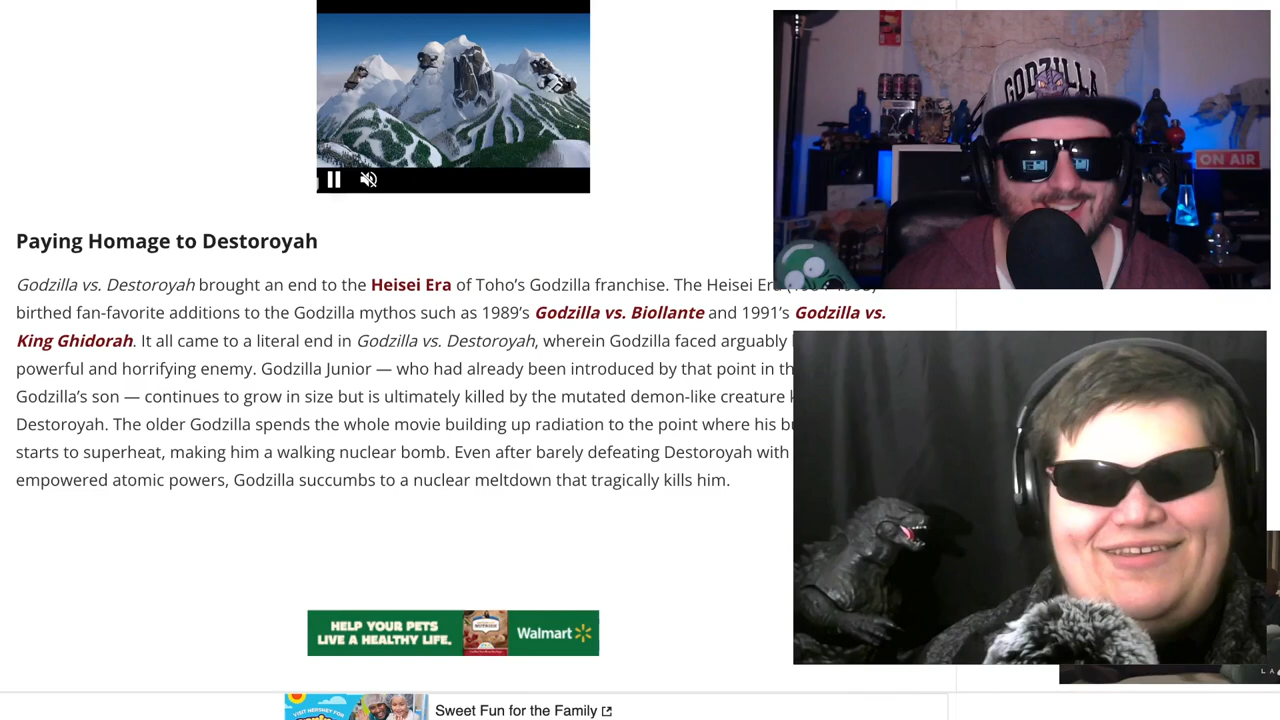 GODZILLA
ON AIR
Paying Homage to Destoroyah
Godzilla vs. Destoroyah brought an end to the Heisei Era of Toho's Godzilla franchise. The Heisei Era
birthed fan-favorite additions to the Godzilla mythos such as 1989's Godzilla vs. Biollante and 1991's Godzilla vs.
King Ghidorah. It all came to a literal end in Godzilla vs. Destoroyah, wherein Godzilla faced arguably
powerful and horrifying enemy. Godzilla Junior — who had already been introduced by that point in
Godzilla's son — continues to grow in size but is ultimately killed by the mutated demon-like creature
Destoroyah. The older Godzilla spends the whole movie building up radiation to the point where his
starts to superheat, making him a walking nuclear bomb. Even after barely defeating Destoroyah with
empowered atomic powers, Godzilla succumbs to a nuclear meltdown that tragically kills him.
HELP YOUR PETS
LIVE A HEALTHY LIFE.
Walmart
Sweet Fun for the Family